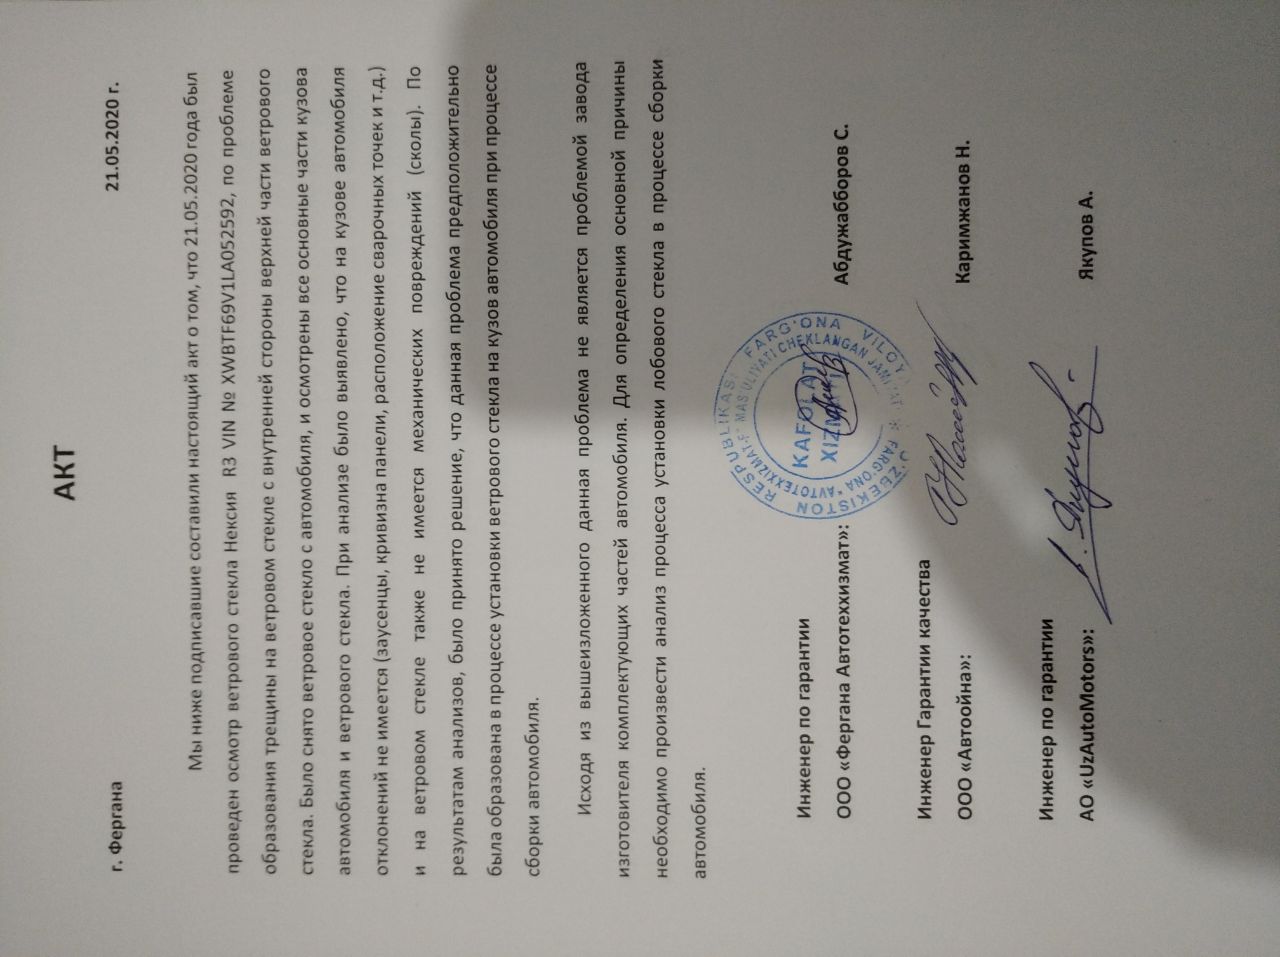 АКТ
г. Фергана 21.05.2020 г.
Мы ниже подписавшие составили настоящий акт о том, что 21.05.2020 года был
проведен осмотр ветрового стекла Нексия R3 VIN № XWBTF69V1LA052592, по проблеме
образования трещины на ветровом стекле с внутренней стороны верхней части ветрового
стекла. Было снято ветровое стекло с автомобиля, и осмотрены все основные части кузова
автомобиля и ветрового стекла. При анализе было выявлено, что на кузове автомобиля
отклонений не имеется (заусенцы, кривизна панели, расположение сварочных точек и т.д.)
и на ветровом стекле также не имеется механических повреждений (сколы). По
результатам анализов, было принято решение, что данная проблема предположительно
была образована в процессе установки ветрового стекла на кузов автомобиля при процессе
сборки автомобиля.
Исходя из вышеизложенного данная проблема не является проблемой завода
изготовителя комплектующих частей автомобиля. Для определения основной причины
необходимо произвести анализ процесса установки лобового стекла в процессе сборки
автомобиля.
Инженер по гарантии
ООО «Фергана Автотеххизмат»: Абдужабборов С.
O'ZBEKISTON RESPUBLIKASI FARG'ONA
FARG'ONA "AVTOTEXXIZMAT-F" MAS'ULIYATI CHEKLANGAN
KAFOLAT
Инженер Гарантии качества
ООО «Автоойна»: Каримжанов Н.
Инженер по гарантии
АО «UzAutoMotors»: Якупов А.